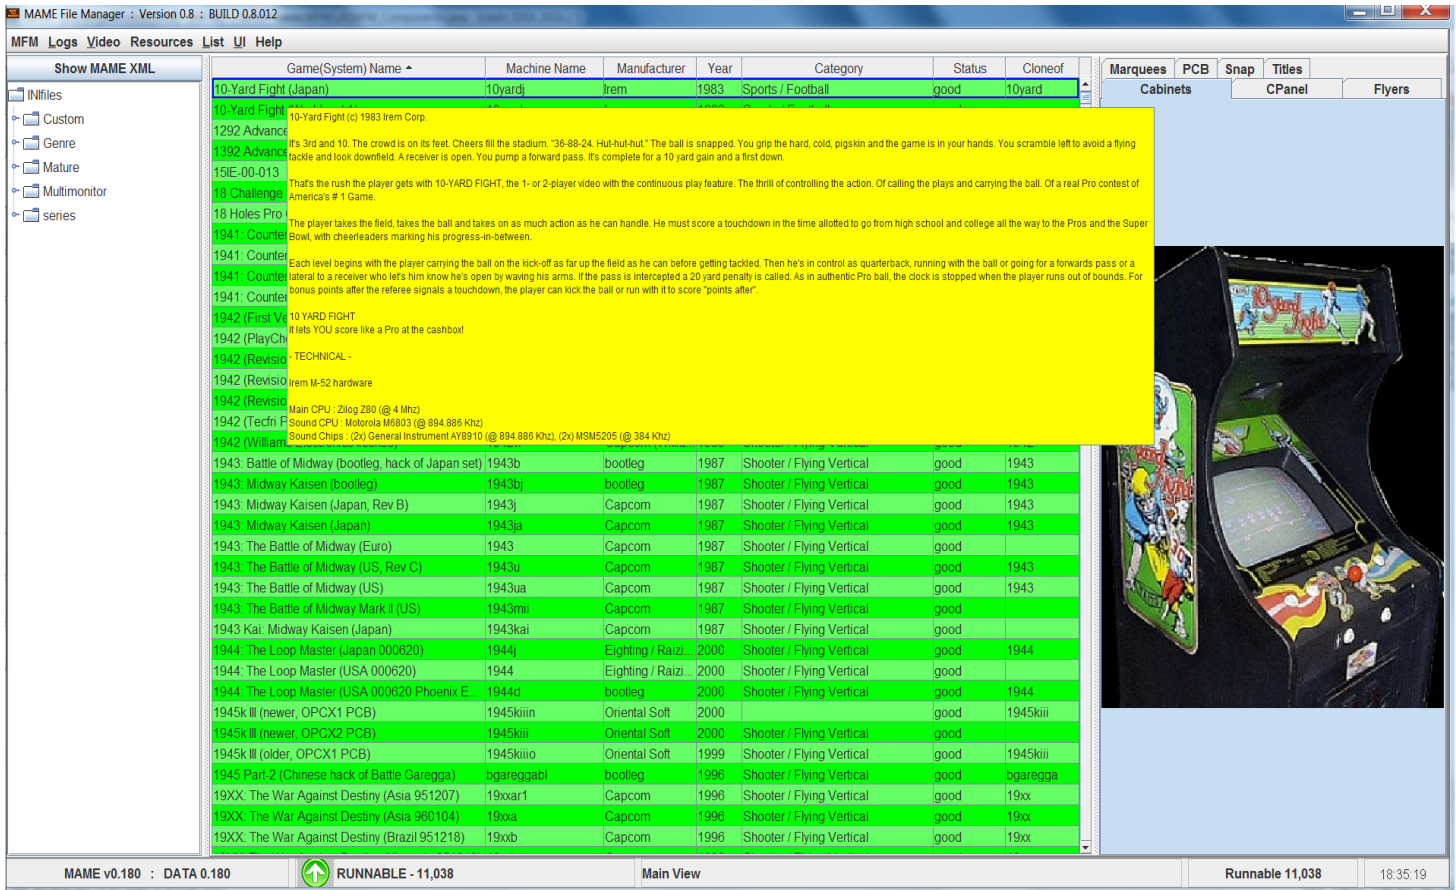 MAME File Manager : Version 0.8 : BUILD 0.8.012
MFM Logs Video Resources List UI Help
Show MAME XML
INIfiles
Custom
Genre
Mature
Multimonitor
series
Game(System) Name Machine Name Manufacturer Year Category Status Cloneof
10-Yard Fight (Japan) 10yardj Irem 1983 Sports / Football good 10yard
10-Yard Fight
1292 Advance
1392 Advance
15IE-00-013
18 Challenge
18 Holes Pro
1941: Counter
1941: Counter
1941: Counter
1941: Counter
1942 (First Ve
1942 (PlayCh
1942 (Revisio
1942 (Revisio
1942 (Revisio
1942 (Tecfri P
1942 (William
10-Yard Fight (c) 1983 Irem Corp.
It's 3rd and 10. The crowd is on its feet. Cheers fill the stadium. "36-88-24. Hut-hut-hut." The ball is snapped. You grip the hard, cold, pigskin and the game is in your hands. You scramble left to avoid a flying
tackle and look downfield. A receiver is open. You pump a forward pass. It's complete for a 10 yard gain and a first down.
That's the rush the player gets with 10-YARD FIGHT, the 1- or 2-player video with the continuous play feature. The thrill of controlling the action. Of calling the plays and carrying the ball. Of a real Pro contest of
America's # 1 Game.
The player takes the field, takes the ball and takes on as much action as he can handle. He must score a touchdown in the time allotted to go from high school and college all the way to the Pros and the Super
Bowl, with cheerleaders marking his progress-in-between.
Each level begins with the player carrying the ball on the kick-off as far up the field as he can before getting tackled. Then he's in control as quarterback, running with the ball or going for a forwards pass or a
lateral to a receiver who let's him know he's open by waving his arms. If the pass is intercepted a 20 yard penalty is called. As in authentic Pro ball, the clock is stopped when the player runs out of bounds. For
bonus points after the referee signals a touchdown, the player can kick the ball or run with it to score "points after".
10 YARD FIGHT
It lets YOU score like a Pro at the cashbox!
- TECHNICAL -
Irem M-52 hardware
Main CPU : Zilog Z80 (@ 4 Mhz)
Sound CPU : Motorola M6803 (@ 894.886 Khz)
Sound Chips : (2x) General Instrument AY8910 (@ 894.886 Khz), (2x) MSM5205 (@ 384 Khz)
1943: Battle of Midway (bootleg, hack of Japan set) 1943b bootleg 1987 Shooter / Flying Vertical good 1943
1943: Midway Kaisen (bootleg) 1943bj bootleg 1987 Shooter / Flying Vertical good 1943
1943: Midway Kaisen (Japan, Rev B) 1943j Capcom 1987 Shooter / Flying Vertical good 1943
1943: Midway Kaisen (Japan) 1943ja Capcom 1987 Shooter / Flying Vertical good 1943
1943: The Battle of Midway (Euro) 1943 Capcom 1987 Shooter / Flying Vertical good
1943: The Battle of Midway (US, Rev C) 1943u Capcom 1987 Shooter / Flying Vertical good 1943
1943: The Battle of Midway (US) 1943ua Capcom 1987 Shooter / Flying Vertical good 1943
1943: The Battle of Midway Mark II (US) 1943mii Capcom 1987 Shooter / Flying Vertical good
1943 Kai: Midway Kaisen (Japan) 1943kai Capcom 1987 Shooter / Flying Vertical good
1944: The Loop Master (Japan 000620) 1944j Eighting / Raizi... 2000 Shooter / Flying Vertical good 1944
1944: The Loop Master (USA 000620) 1944 Eighting / Raizi... 2000 Shooter / Flying Vertical good
1944: The Loop Master (USA 000620 Phoenix E... 1944d bootleg 2000 Shooter / Flying Vertical good 1944
1945k III (newer, OPCX1 PCB) 1945kiiin Oriental Soft 2000 good 1945kiii
1945k III (newer, OPCX2 PCB) 1945kiii Oriental Soft 2000 Shooter / Flying Vertical good
1945k III (older, OPCX1 PCB) 1945kiiio Oriental Soft 1999 Shooter / Flying Vertical good 1945kiii
1945 Part-2 (Chinese hack of Battle Garegga) bgareggabl bootleg 1996 Shooter / Flying Vertical good bgaregga
19XX: The War Against Destiny (Asia 951207) 19xxar1 Capcom 1996 Shooter / Flying Vertical good 19xx
19XX: The War Against Destiny (Asia 960104) 19xxa Capcom 1996 Shooter / Flying Vertical good 19xx
19XX: The War Against Destiny (Brazil 951218) 19xxb Capcom 1996 Shooter / Flying Vertical good 19xx
Marquees PCB Snap Titles
Cabinets CPanel Flyers
10 yard
Fight
MAME v0.180 : DATA 0.180 RUNNABLE - 11,038 Main View Runnable 11,038 18:35:19